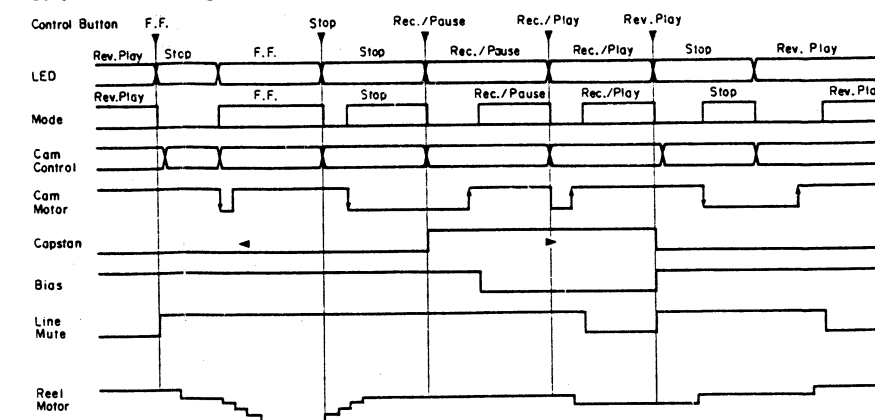 Control Button F.F. Stop Rec./Pause Rec./Play Rev.Play
Rev.Play Stop F.F. Stop Rec./Pause Rec./Play Stop Rev. Play
LED
Rev.Play F.F. Stop Rec./Pause Rec./Play Stop Rev. Pla
Mode
Cam
Control
Cam
Motor
Capstan
Bias
Line
Mute
Reel
Motor